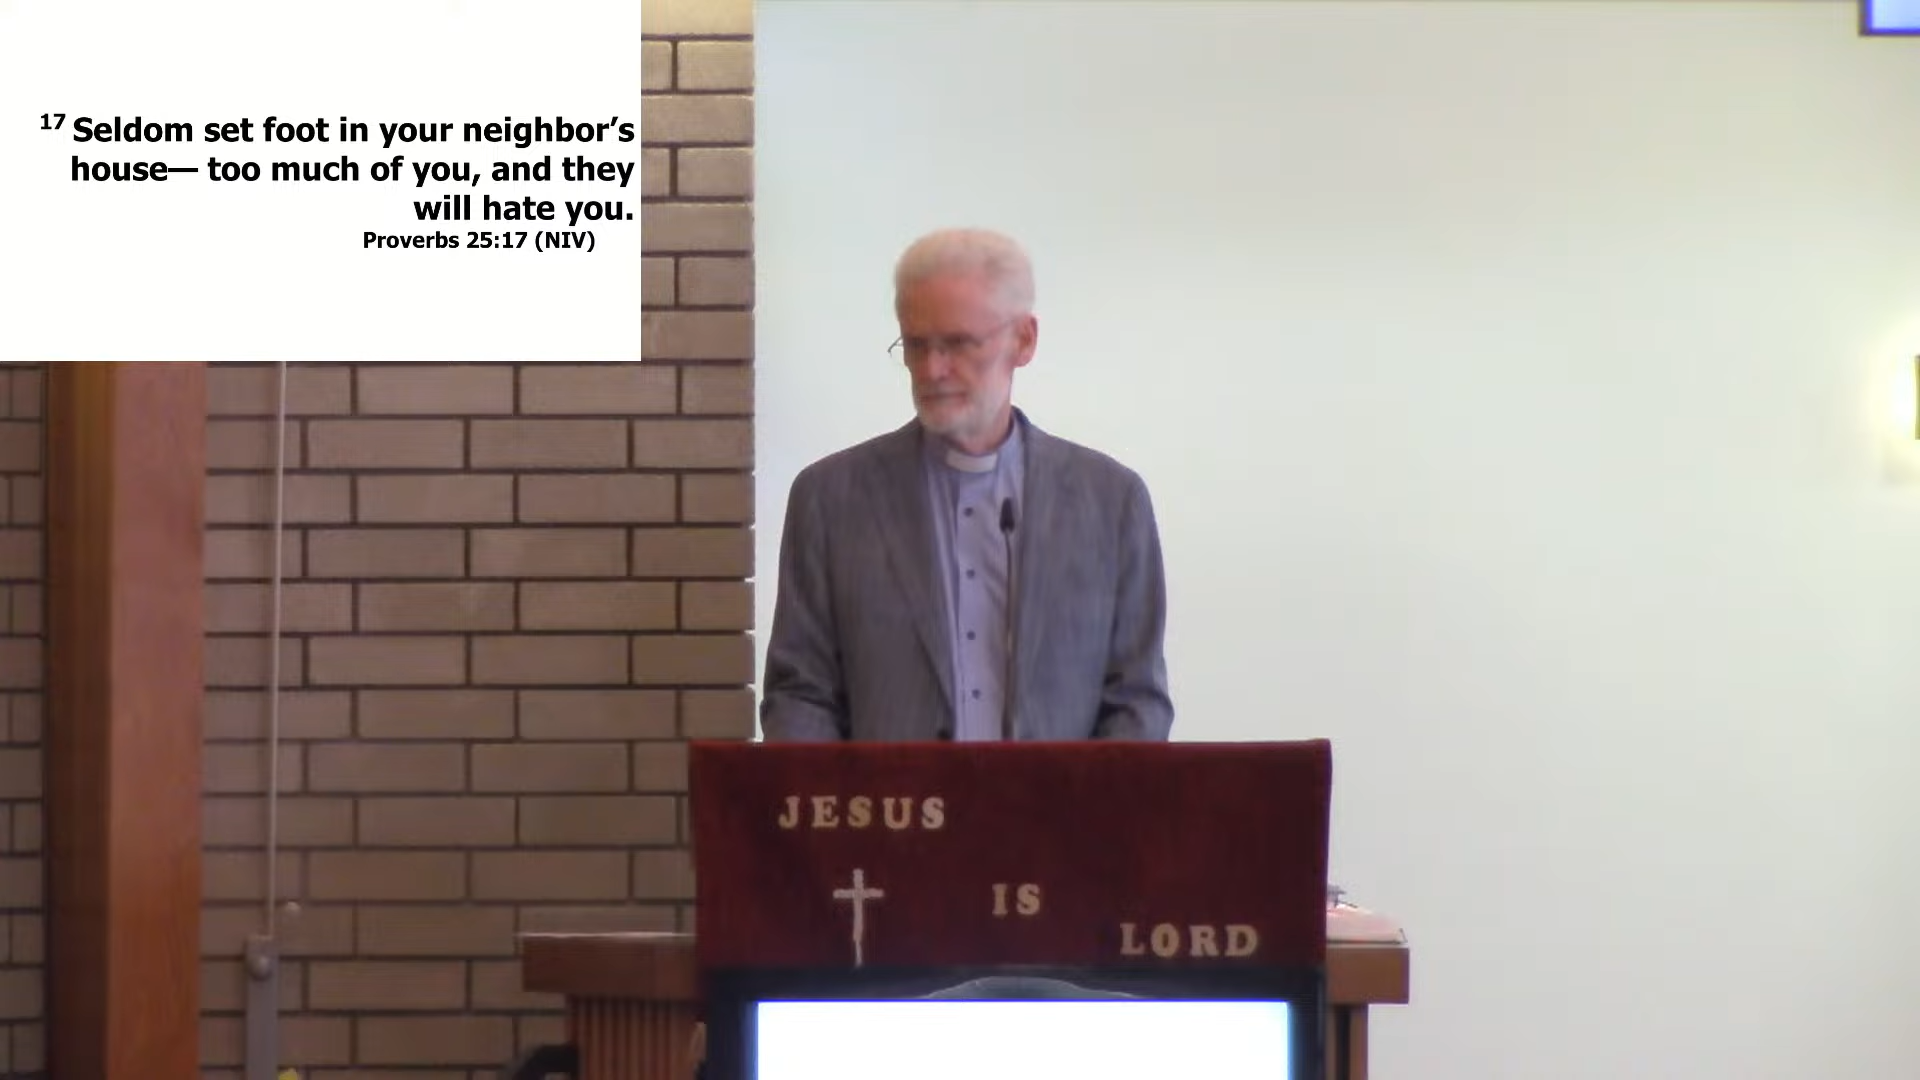 17 Seldom set foot in your neighbor’s
house— too much of you, and they
will hate you.
Proverbs 25:17 (NIV)
JESUS
IS
LORD